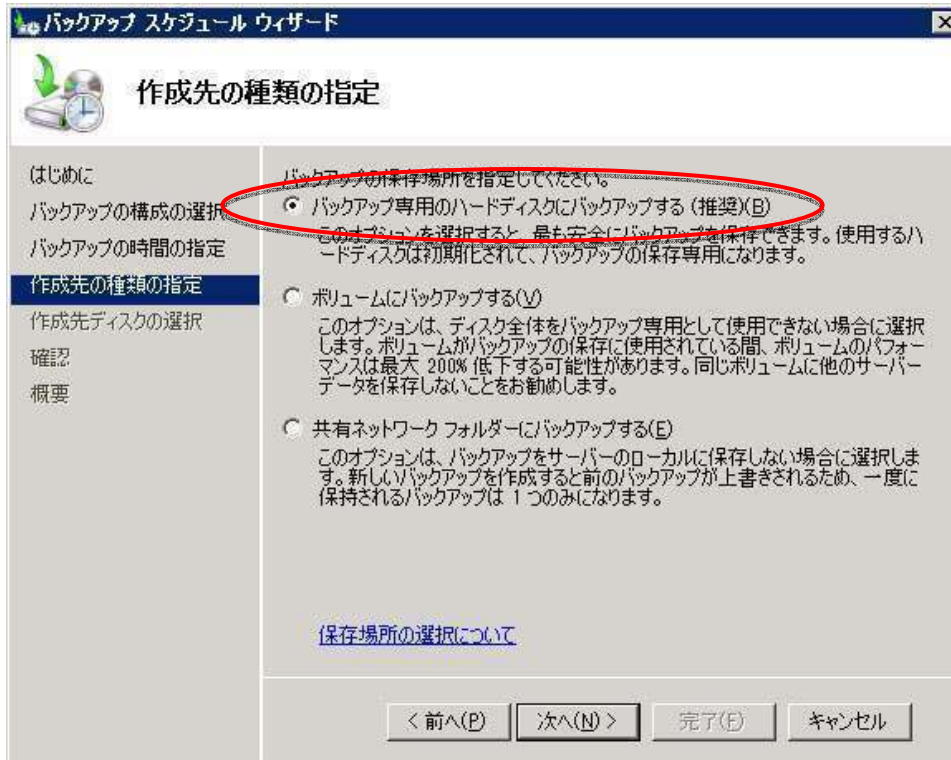 バックアップ スケジュール ウィザード
作成先の種類の指定
はじめに
バックアップの構成の選択
バックアップの時間の指定
作成先の種類の指定
作成先ディスクの選択
確認
概要
バックアップの保存場所を指定してください。
バックアップ専用のハードディスクにバックアップする (推奨)(B)
このオプションを選択すると、最も安全にバックアップを保存できます。使用するハ
ードディスクは初期化されて、バックアップの保存専用になります。
ボリュームにバックアップする(V)
このオプションは、ディスク全体をバックアップ専用として使用できない場合に選択
します。ボリュームがバックアップの保存に使用されている間、ボリュームのパフォー
マンスは最大 200% 低下する可能性があります。同じボリュームに他のサーバー
データを保存しないことをお勧めします。
共有ネットワーク フォルダーにバックアップする(E)
このオプションは、バックアップをサーバーのローカルに保存しない場合に選択しま
す。新しいバックアップを作成すると前のバックアップが上書きされるため、一度に
保持されるバックアップは 1 つのみになります。
保存場所の選択について
< 前へ(P)
次へ(N) >
完了(F)
キャンセル